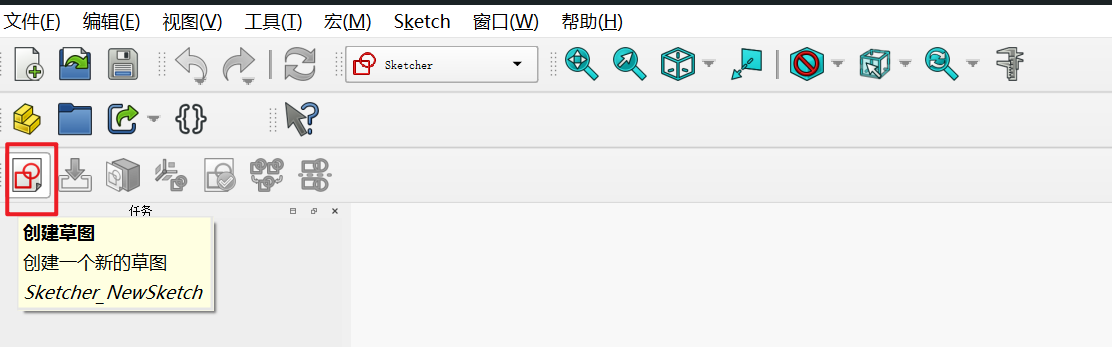 文件(F) 编辑(E) 视图(V) 工具(T) 宏(M) Sketch 窗口(W) 帮助(H)
Sketcher
任务
创建草图
创建一个新的草图
Sketcher_NewSketch